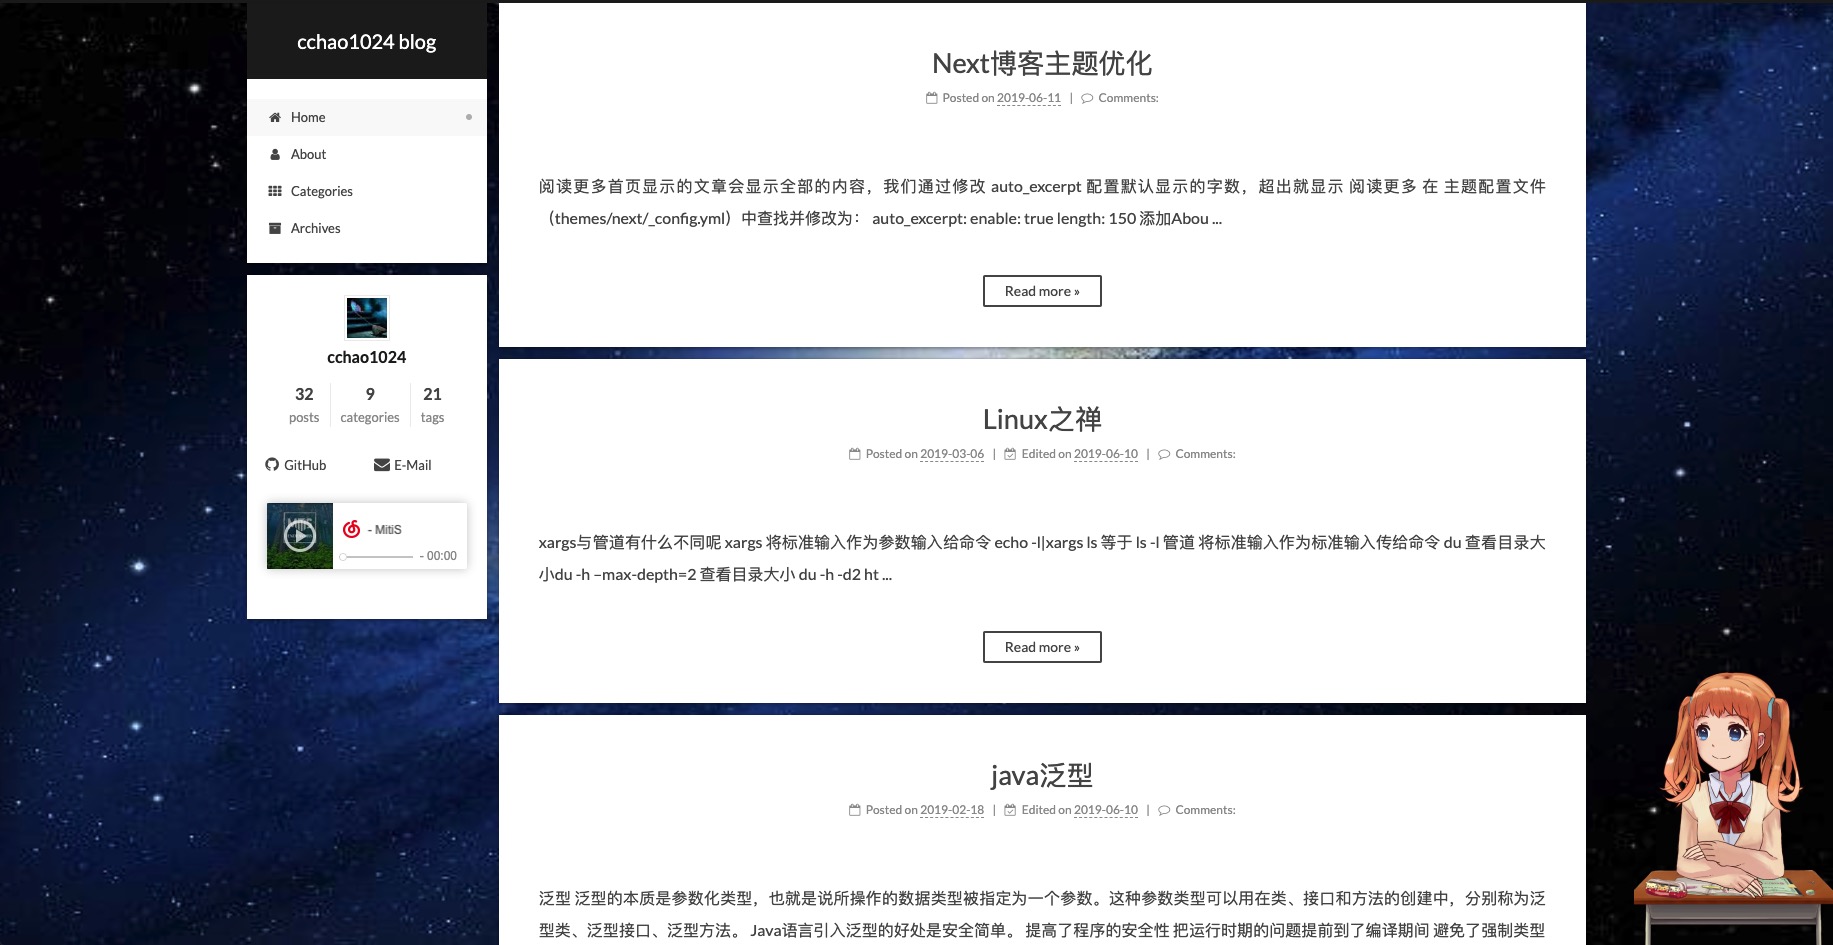 cchao1024 blog
Home
About
Categories
Archives
cchao1024
32 9 21
posts categories tags
GitHub E-Mail
- MitiS
- 00:00
Next博客主题优化
Posted on 2019-06-11 | Comments:
阅读更多首页显示的文章会显示全部的内容，我们通过修改 auto_excerpt 配置默认显示的字数，超出就显示 阅读更多 在 主题配置文件
（themes/next/_config.yml）中查找并修改为： auto_excerpt: enable: true length: 150 添加Abou ...
Read more »
Linux之禅
Posted on 2019-03-06 | Edited on 2019-06-10 | Comments:
xargs与管道有什么不同呢 xargs 将标准输入作为参数输入给命令 echo -l|xargs ls 等于 ls -l 管道 将标准输入作为标准输入传给命令 du 查看目录大
小du -h –max-depth=2 查看目录大小 du -h -d2 ht ...
Read more »
java泛型
Posted on 2019-02-18 | Edited on 2019-06-10 | Comments:
泛型 泛型的本质是参数化类型，也就是说所操作的数据类型被指定为一个参数。这种参数类型可以用在类、接口和方法的创建中，分别称为泛
型类、泛型接口、泛型方法。 Java语言引入泛型的好处是安全简单。 提高了程序的安全性 把运行时期的问题提前到了编译期间 避免了强制类型